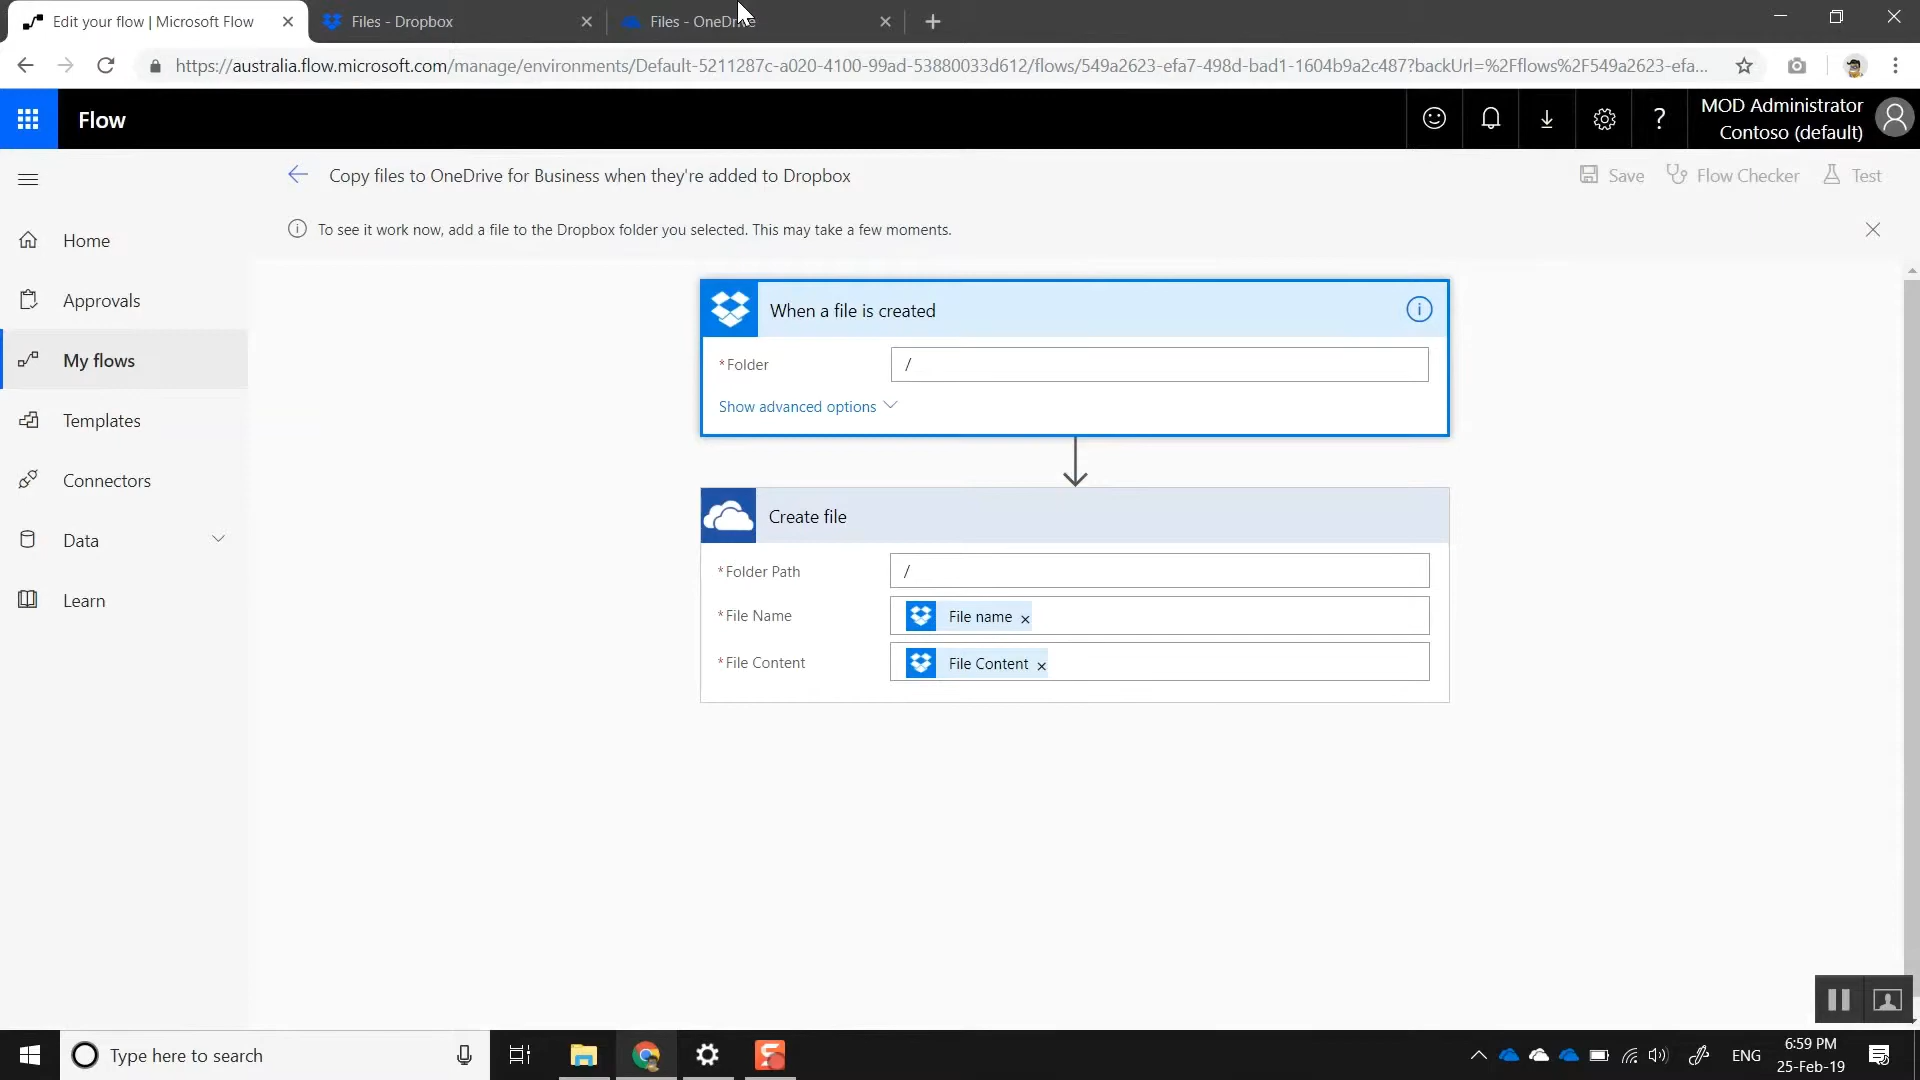 Edit your flow | Microsoft Flow
Files - Dropbox
Files - OneDrive
https://australia.flow.microsoft.com/manage/environments/Default-5211287c-a020-4100-99ad-53880033d612/flows/549a2623-efa7-498d-bad1-1604b9a2c487?backUrl=%2Fflows%2F549a2623-efa...
Flow
?
MOD Administrator
Contoso (default)
Copy files to OneDrive for Business when they're added to Dropbox
Save
Flow Checker
Test
To see it work now, add a file to the Dropbox folder you selected. This may take a few moments.
Home
Approvals
My flows
Templates
Connectors
Data
Learn
When a file is created
*Folder
/
Show advanced options
Create file
*Folder Path
/
*File Name
File name ×
*File Content
File Content ×
Type here to search
ENG
6:59 PM
25-Feb-19